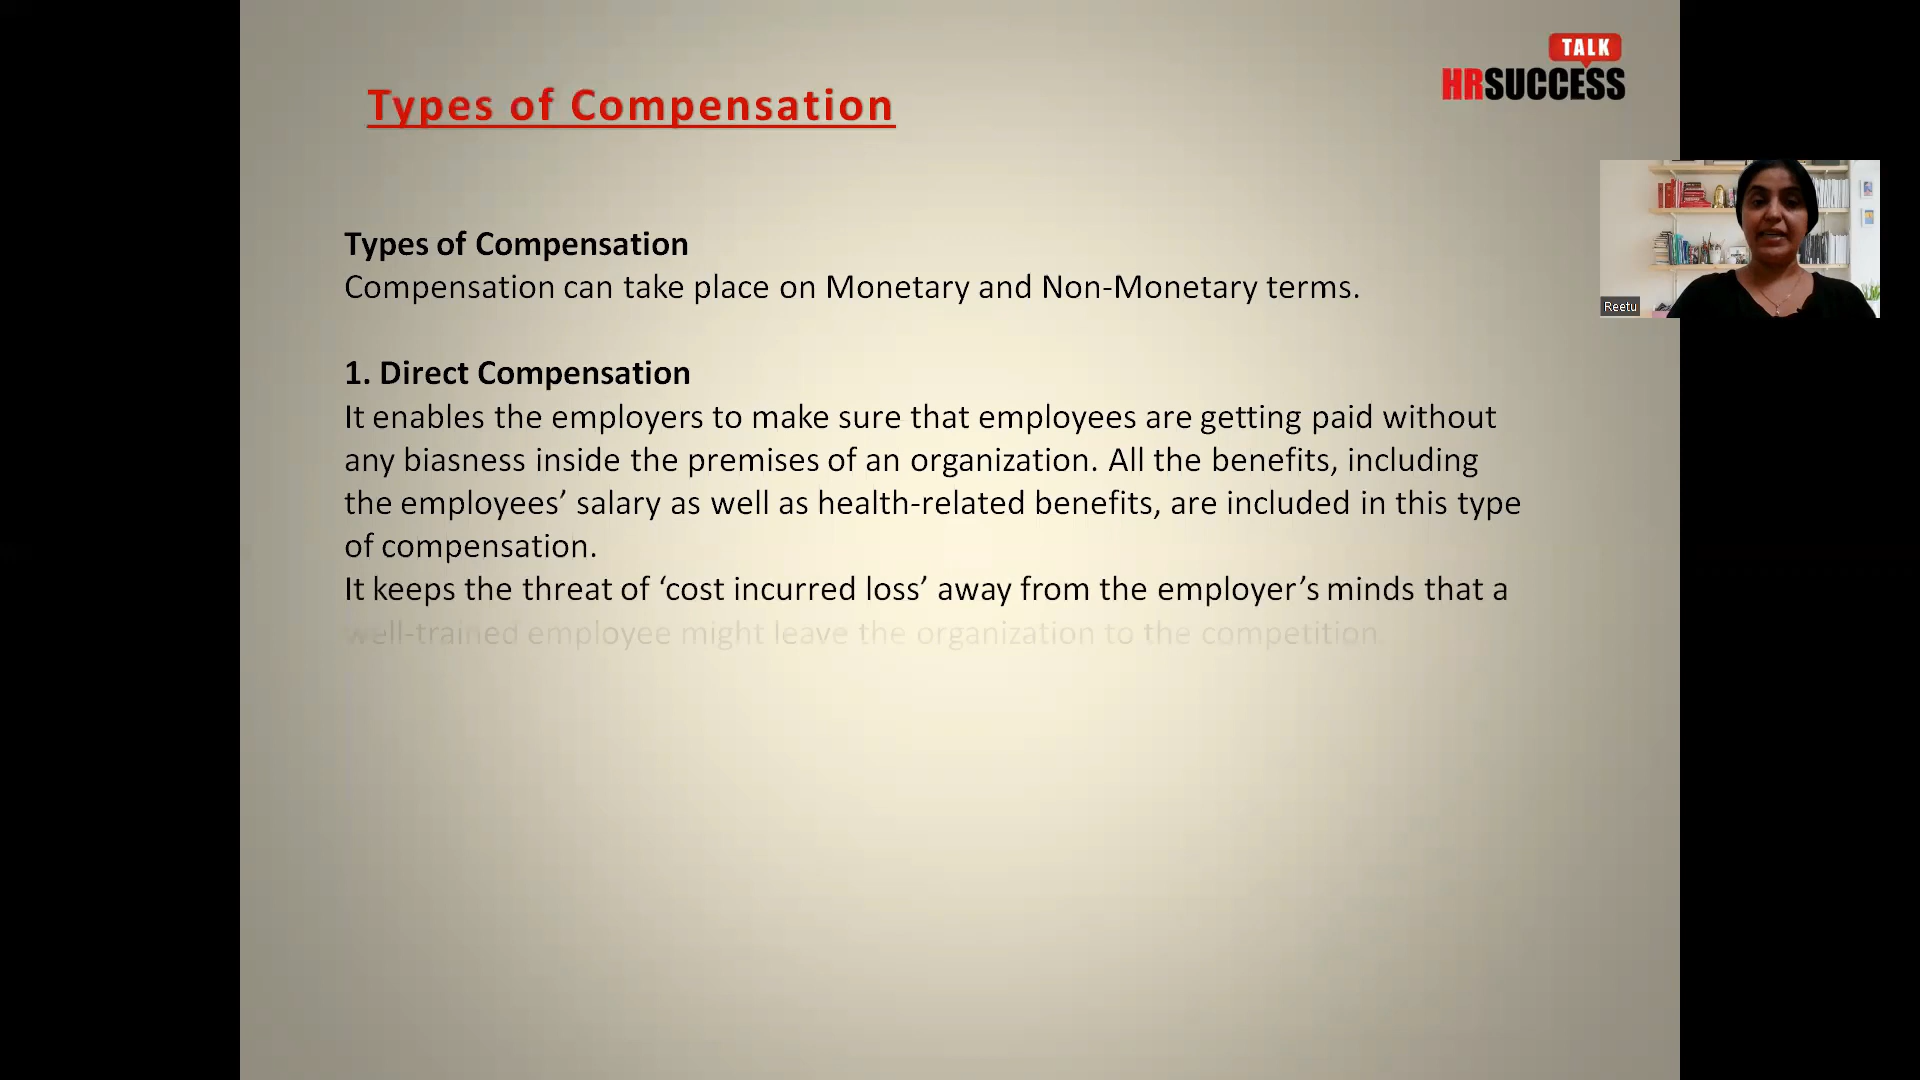 TALK
HRSUCCESS
Types of Compensation
Types of Compensation
Compensation can take place on Monetary and Non-Monetary terms.
1. Direct Compensation
It enables the employers to make sure that employees are getting paid without
any biasness inside the premises of an organization. All the benefits, including
the employees’ salary as well as health-related benefits, are included in this type
of compensation.
It keeps the threat of ‘cost incurred loss’ away from the employer’s minds that a
well-trained employee might leave the organization to the competition.
Reetu